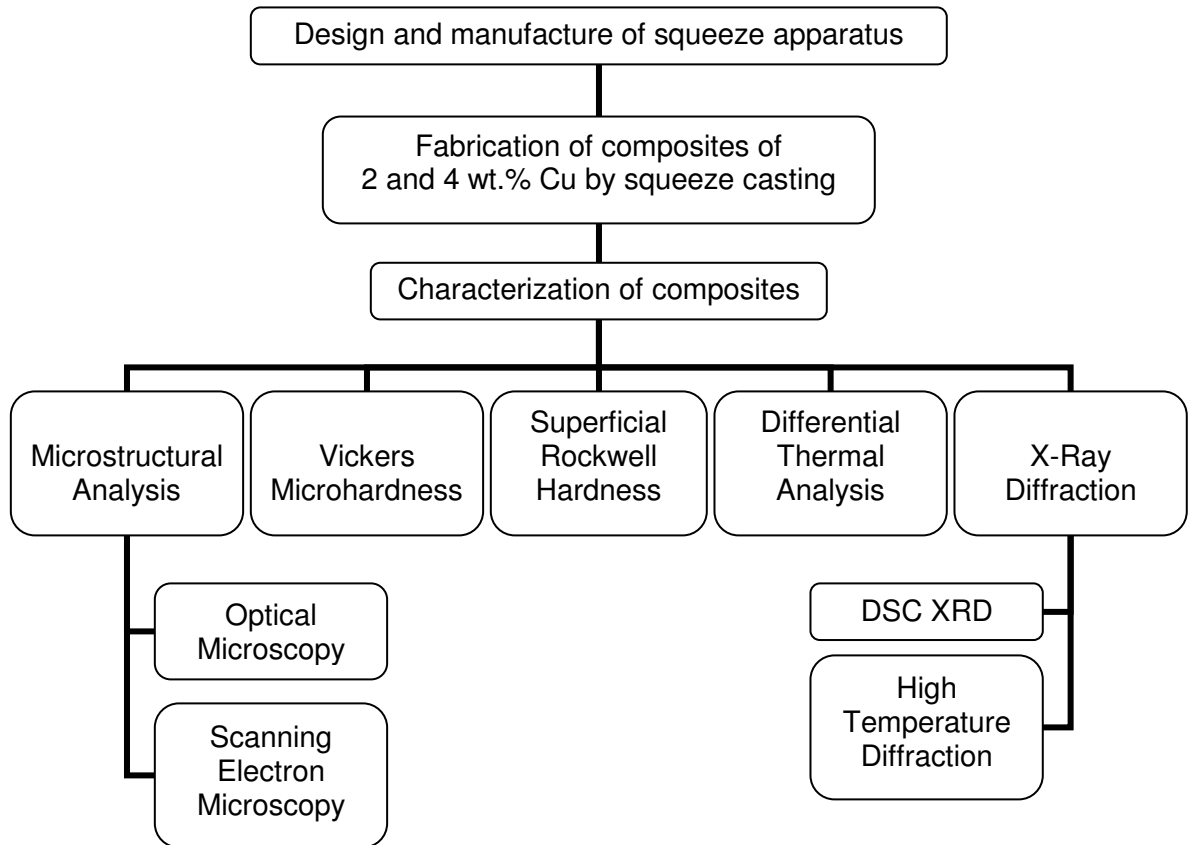 Design and manufacture of squeeze apparatus
Fabrication of composites of
2 and 4 wt.% Cu by squeeze casting
Characterization of composites
Microstructural
Analysis
Vickers
Microhardness
Superficial
Rockwell
Hardness
Differential
Thermal
Analysis
X-Ray
Diffraction
Optical
Microscopy
Scanning
Electron
Microscopy
DSC XRD
High
Temperature
Diffraction